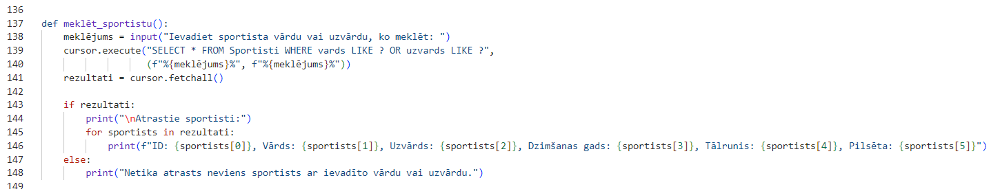 136
137 def meklēt_sportistu():
138 meklējums = input("Ievadiet sportista vārdu vai uzvārdu, ko meklēt: ")
139 cursor.execute("SELECT * FROM Sportisti WHERE vards LIKE ? OR uzvards LIKE ?",
140 (f"%{meklējums}%", f"%{meklējums}%"))
141 rezultati = cursor.fetchall()
142
143 if rezultati:
144 print("\nAtrastie sportisti:")
145 for sportists in rezultati:
146 print(f"ID: {sportists[0]}, Vārds: {sportists[1]}, Uzvārds: {sportists[2]}, Dzimšanas gads: {sportists[3]}, Tālrunis: {sportists[4]}, Pilsēta: {sportists[5]}")
147 else:
148 print("Netika atrasts neviens sportists ar ievadīto vārdu vai uzvārdu.")
149